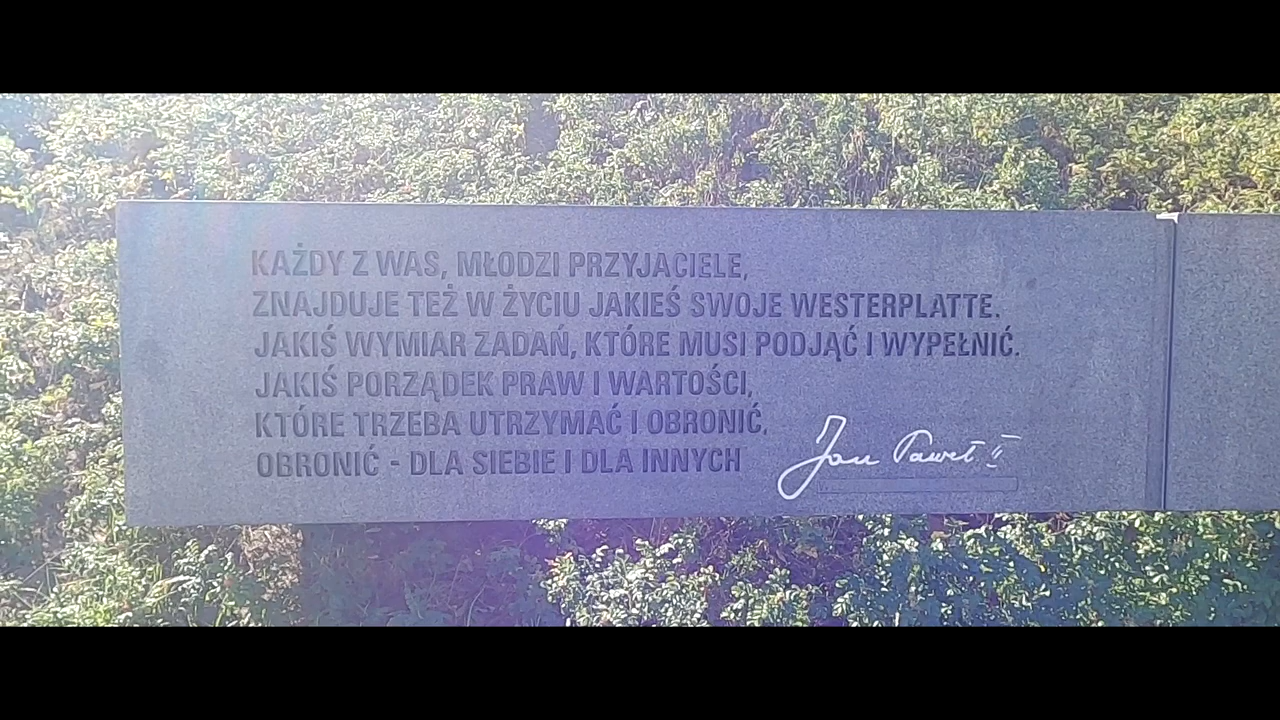 KAŻDY Z WAS, MŁODZI PRZYJACIELE,
ZNAJDUJE TEŻ W ŻYCIU JAKIEŚ SWOJE WESTERPLATTE.
JAKIŚ WYMIAR ZADAŃ, KTÓRE MUSI PODJĄĆ I WYPEŁNIĆ.
JAKIŚ PORZĄDEK PRAW I WARTOŚCI,
KTÓRE TRZEBA UTRZYMAĆ I OBRONIĆ,
OBRONIĆ - DLA SIEBIE I DLA INNYCH
Jan Paweł II